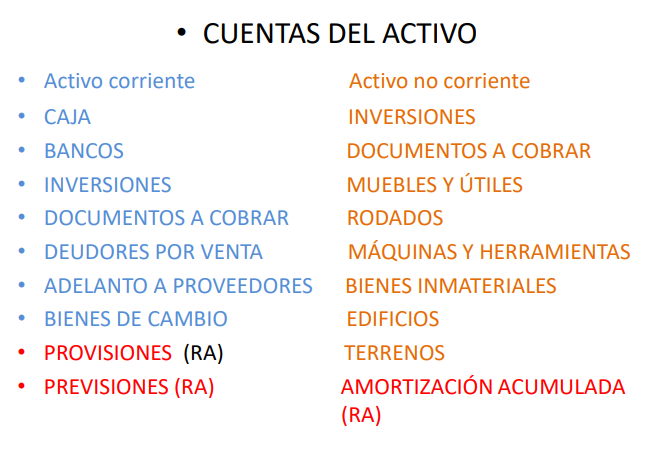 • CUENTAS DEL ACTIVO
• Activo corriente Activo no corriente
• CAJA INVERSIONES
• BANCOS DOCUMENTOS A COBRAR
• INVERSIONES MUEBLES Y ÚTILES
• DOCUMENTOS A COBRAR RODADOS
• DEUDORES POR VENTA MÁQUINAS Y HERRAMIENTAS
• ADELANTO A PROVEEDORES BIENES INMATERIALES
• BIENES DE CAMBIO EDIFICIOS
• PROVISIONES (RA) TERRENOS
• PREVISIONES (RA) AMORTIZACIÓN ACUMULADA
(RA)